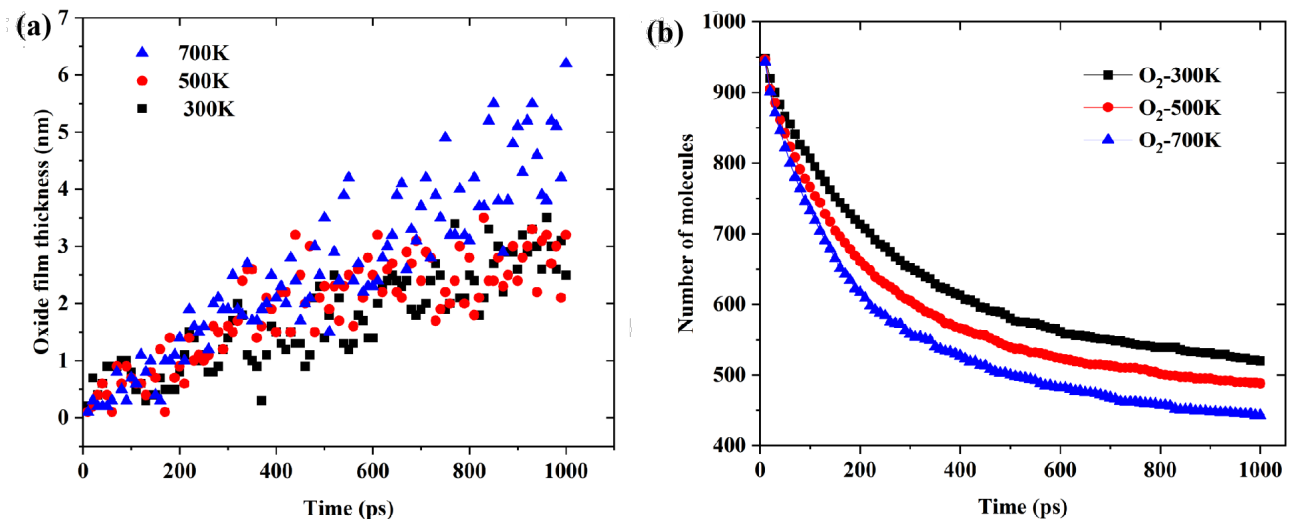 (a)
7
6
5
4
3
2
1
0
Oxide film thickness (nm)
700K
500K
300K
0 200 400 600 800 1000
Time (ps)
(b)
1000
900
800
700
600
500
400
Number of molecules
O₂-300K
O₂-500K
O₂-700K
0 200 400 600 800 1000
Time (ps)